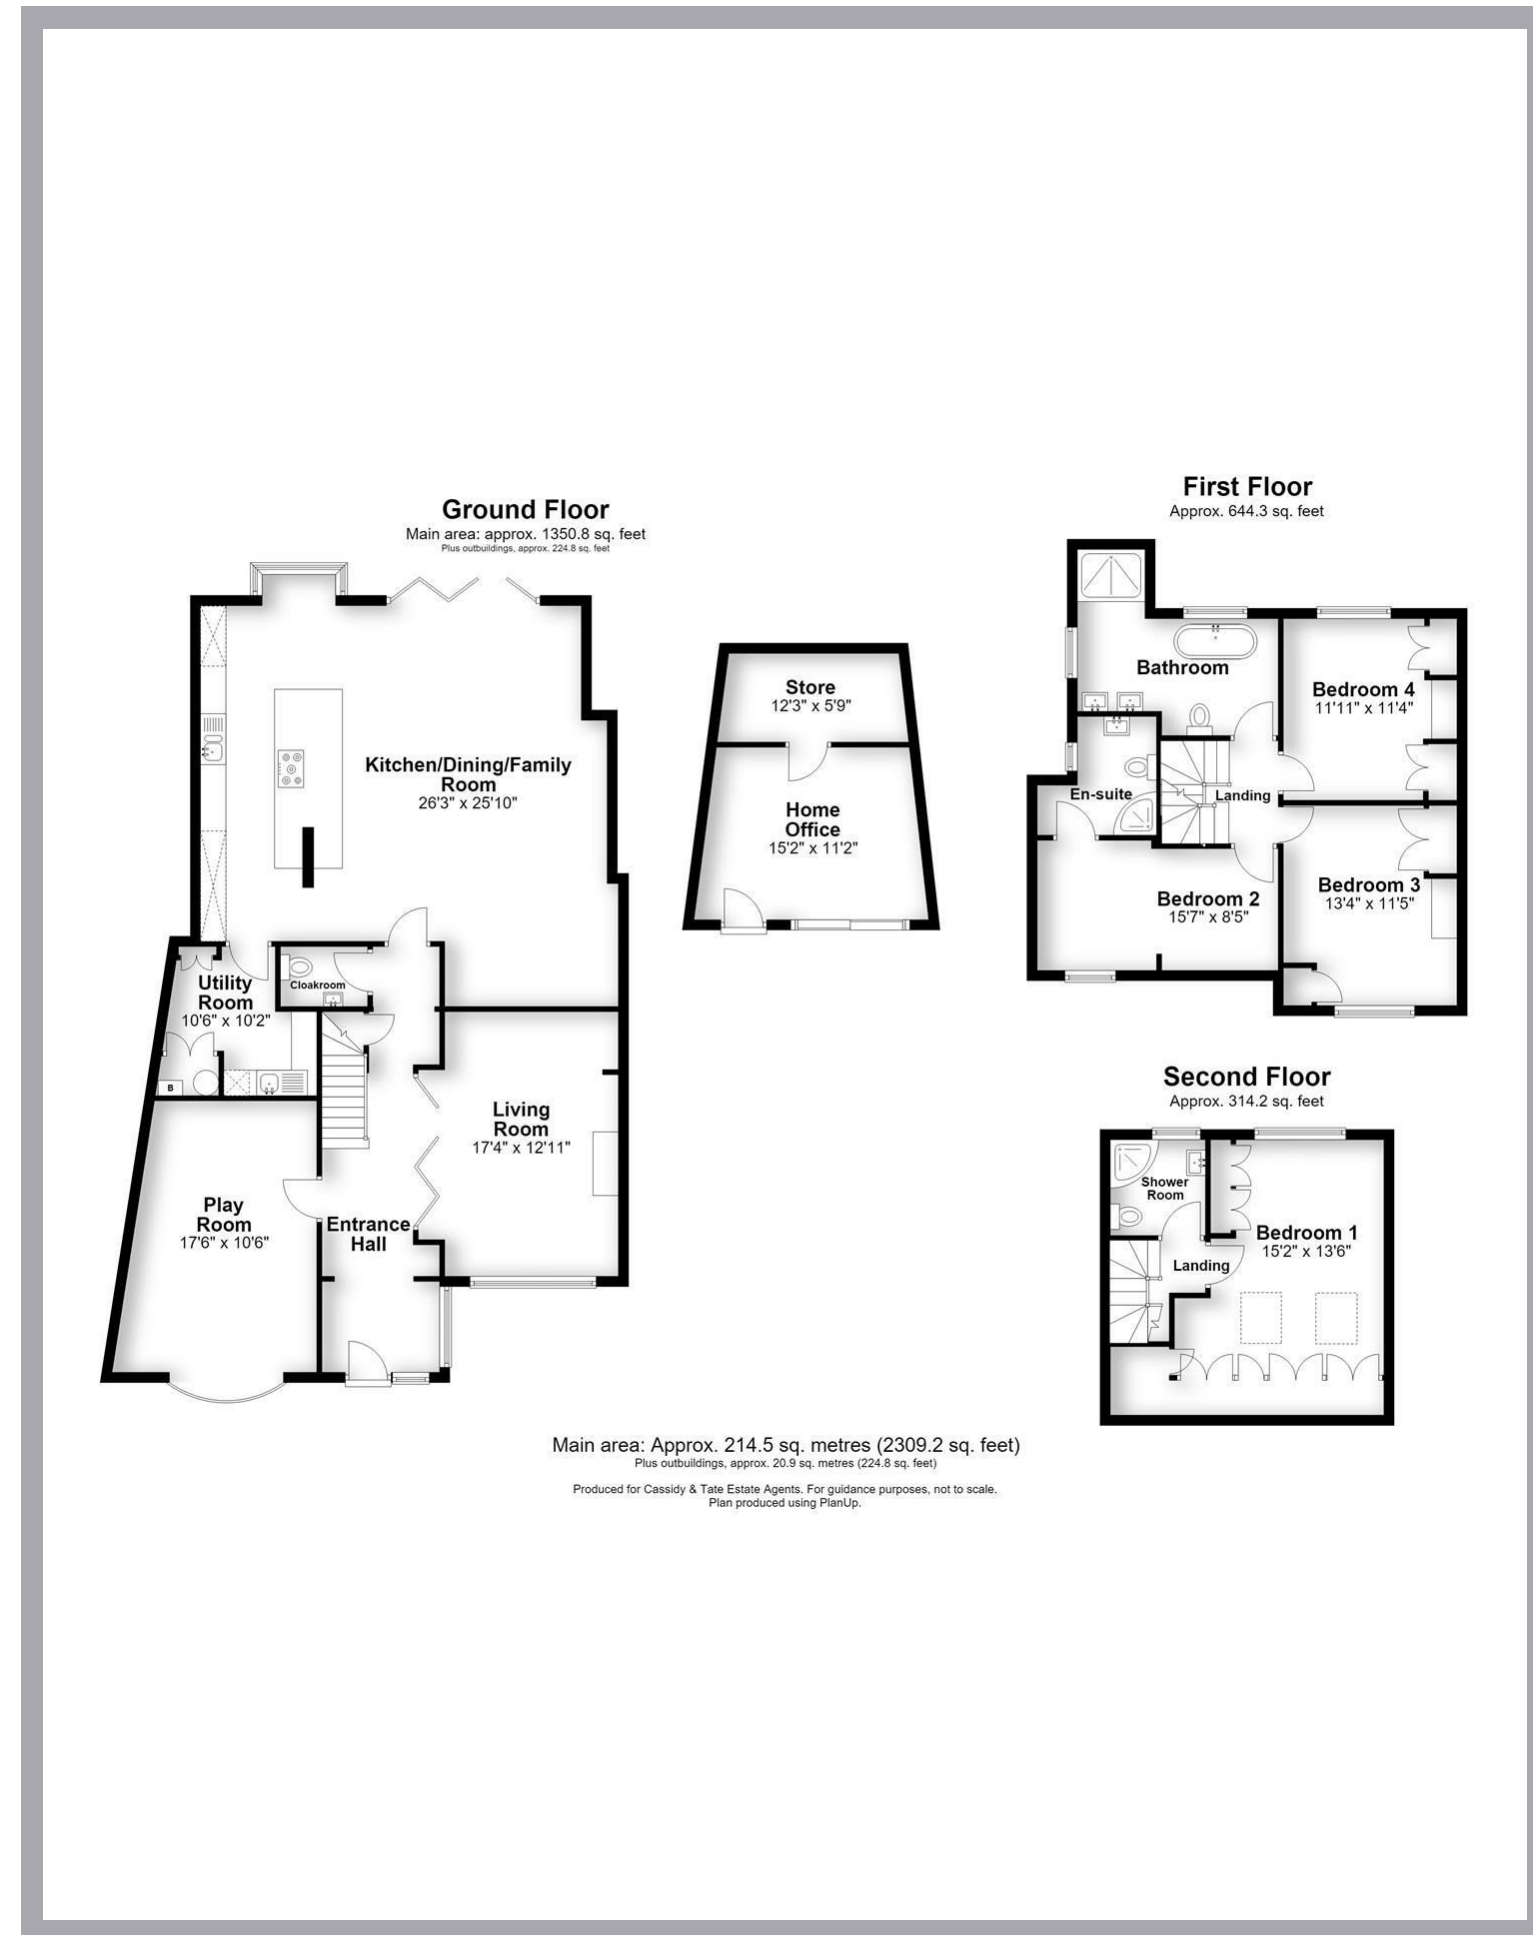 Ground Floor
Main area: approx. 1350.8 sq. feet
Plus outbuildings, approx. 224.8 sq. feet
Kitchen/Dining/Family
Room
26'3" x 25'10"
Utility
Room
10'6" x 10'2"
Cloakroom
B
Living
Room
17'4" x 12'11"
Play
Room
17'6" x 10'6"
Entrance
Hall
Store
12'3" x 5'9"
Home
Office
15'2" x 11'2"
First Floor
Approx. 644.3 sq. feet
Bathroom
Bedroom 4
11'11" x 11'4"
En-suite
Landing
Bedroom 3
13'4" x 11'5"
Bedroom 2
15'7" x 8'5"
Second Floor
Approx. 314.2 sq. feet
Shower
Room
Bedroom 1
15'2" x 13'6"
Landing
Main area: Approx. 214.5 sq. metres (2309.2 sq. feet)
Plus outbuildings, approx. 20.9 sq. metres (224.8 sq. feet)
Produced for Cassidy & Tate Estate Agents. For guidance purposes, not to scale.
Plan produced using PlanUp.